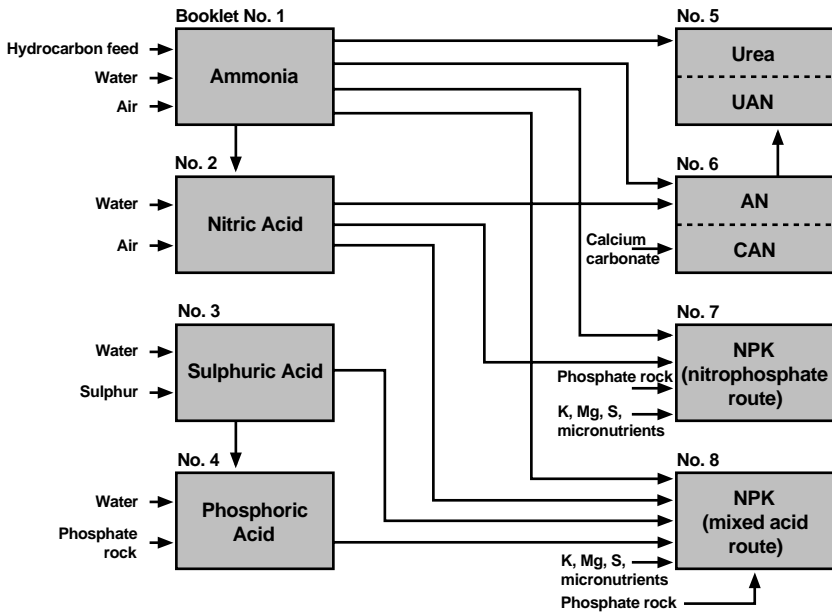 Booklet No. 1
Hydrocarbon feed
Water
Air
Ammonia
No. 5
Urea
UAN
No. 2
Water
Air
Nitric Acid
No. 6
AN
CAN
Calcium
carbonate
No. 3
Water
Sulphur
Sulphuric Acid
No. 7
NPK
(nitrophosphate
route)
Phosphate rock
K, Mg, S,
micronutrients
No. 4
Water
Phosphate
rock
Phosphoric
Acid
No. 8
NPK
(mixed acid
route)
K, Mg, S,
micronutrients
Phosphate rock